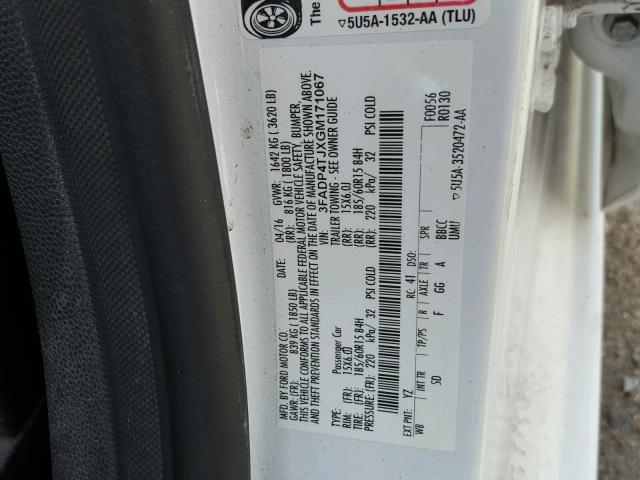 The
▽5U5A-1532-AA (TLU)
MFD. BY FORD MOTOR CO.
DATE: 04/16 GVWR: 1642 KG ( 3620 LB)
GAWR:(FR): 839 KG ( 1850 LB) (RR): 816 KG ( 1800 LB)
THIS VEHICLE CONFORMS TO ALL APPLICABLE FEDERAL MOTOR VEHICLE SAFETY, BUMPER,
AND THEFT PREVENTION STANDARDS IN EFFECT ON THE DATE OF MANUFACTURE SHOWN ABOVE.
VIN: 3FADP4TJXGM171067
TYPE: Passenger Car TRAILER TOWING - SEE OWNER GUIDE
RIM: (FR): 15X6.0J (RR): 15X6.0J
TIRE: (FR): 185/60R15 84H (RR): 185/60R15 84H
PRESSURE: (FR): 220 kPa/ 32 PSI COLD (RR): 220 kPa/ 32 PSI COLD
EXT PNT: YZ RC: 41 DSO: F0056
WB INT TR TP/PS R AXLE TR SPR R0130
5D F GG A BBCC
UMU
▽5U5A-3520472-AA